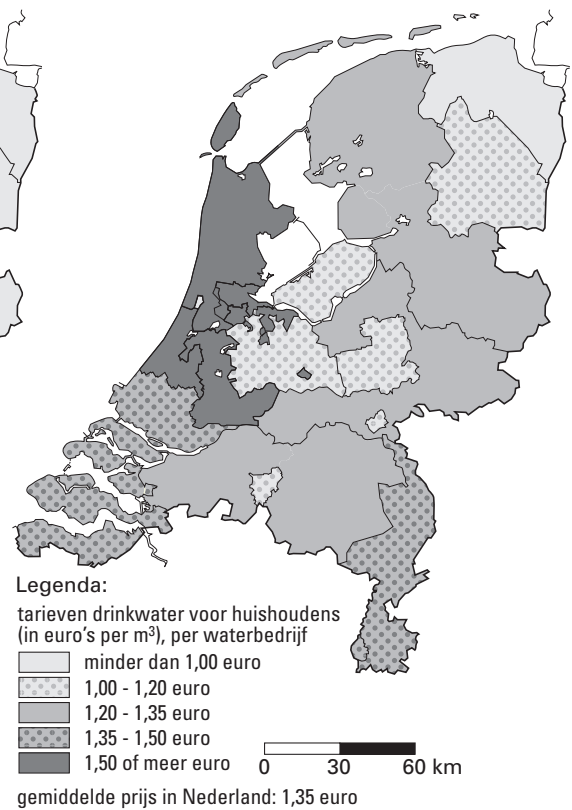 Legenda:
tarieven drinkwater voor huishoudens
(in euro's per m³), per waterbedrijf
minder dan 1,00 euro
1,00 - 1,20 euro
1,20 - 1,35 euro
1,35 - 1,50 euro
1,50 of meer euro
0 30 60 km
gemiddelde prijs in Nederland: 1,35 euro